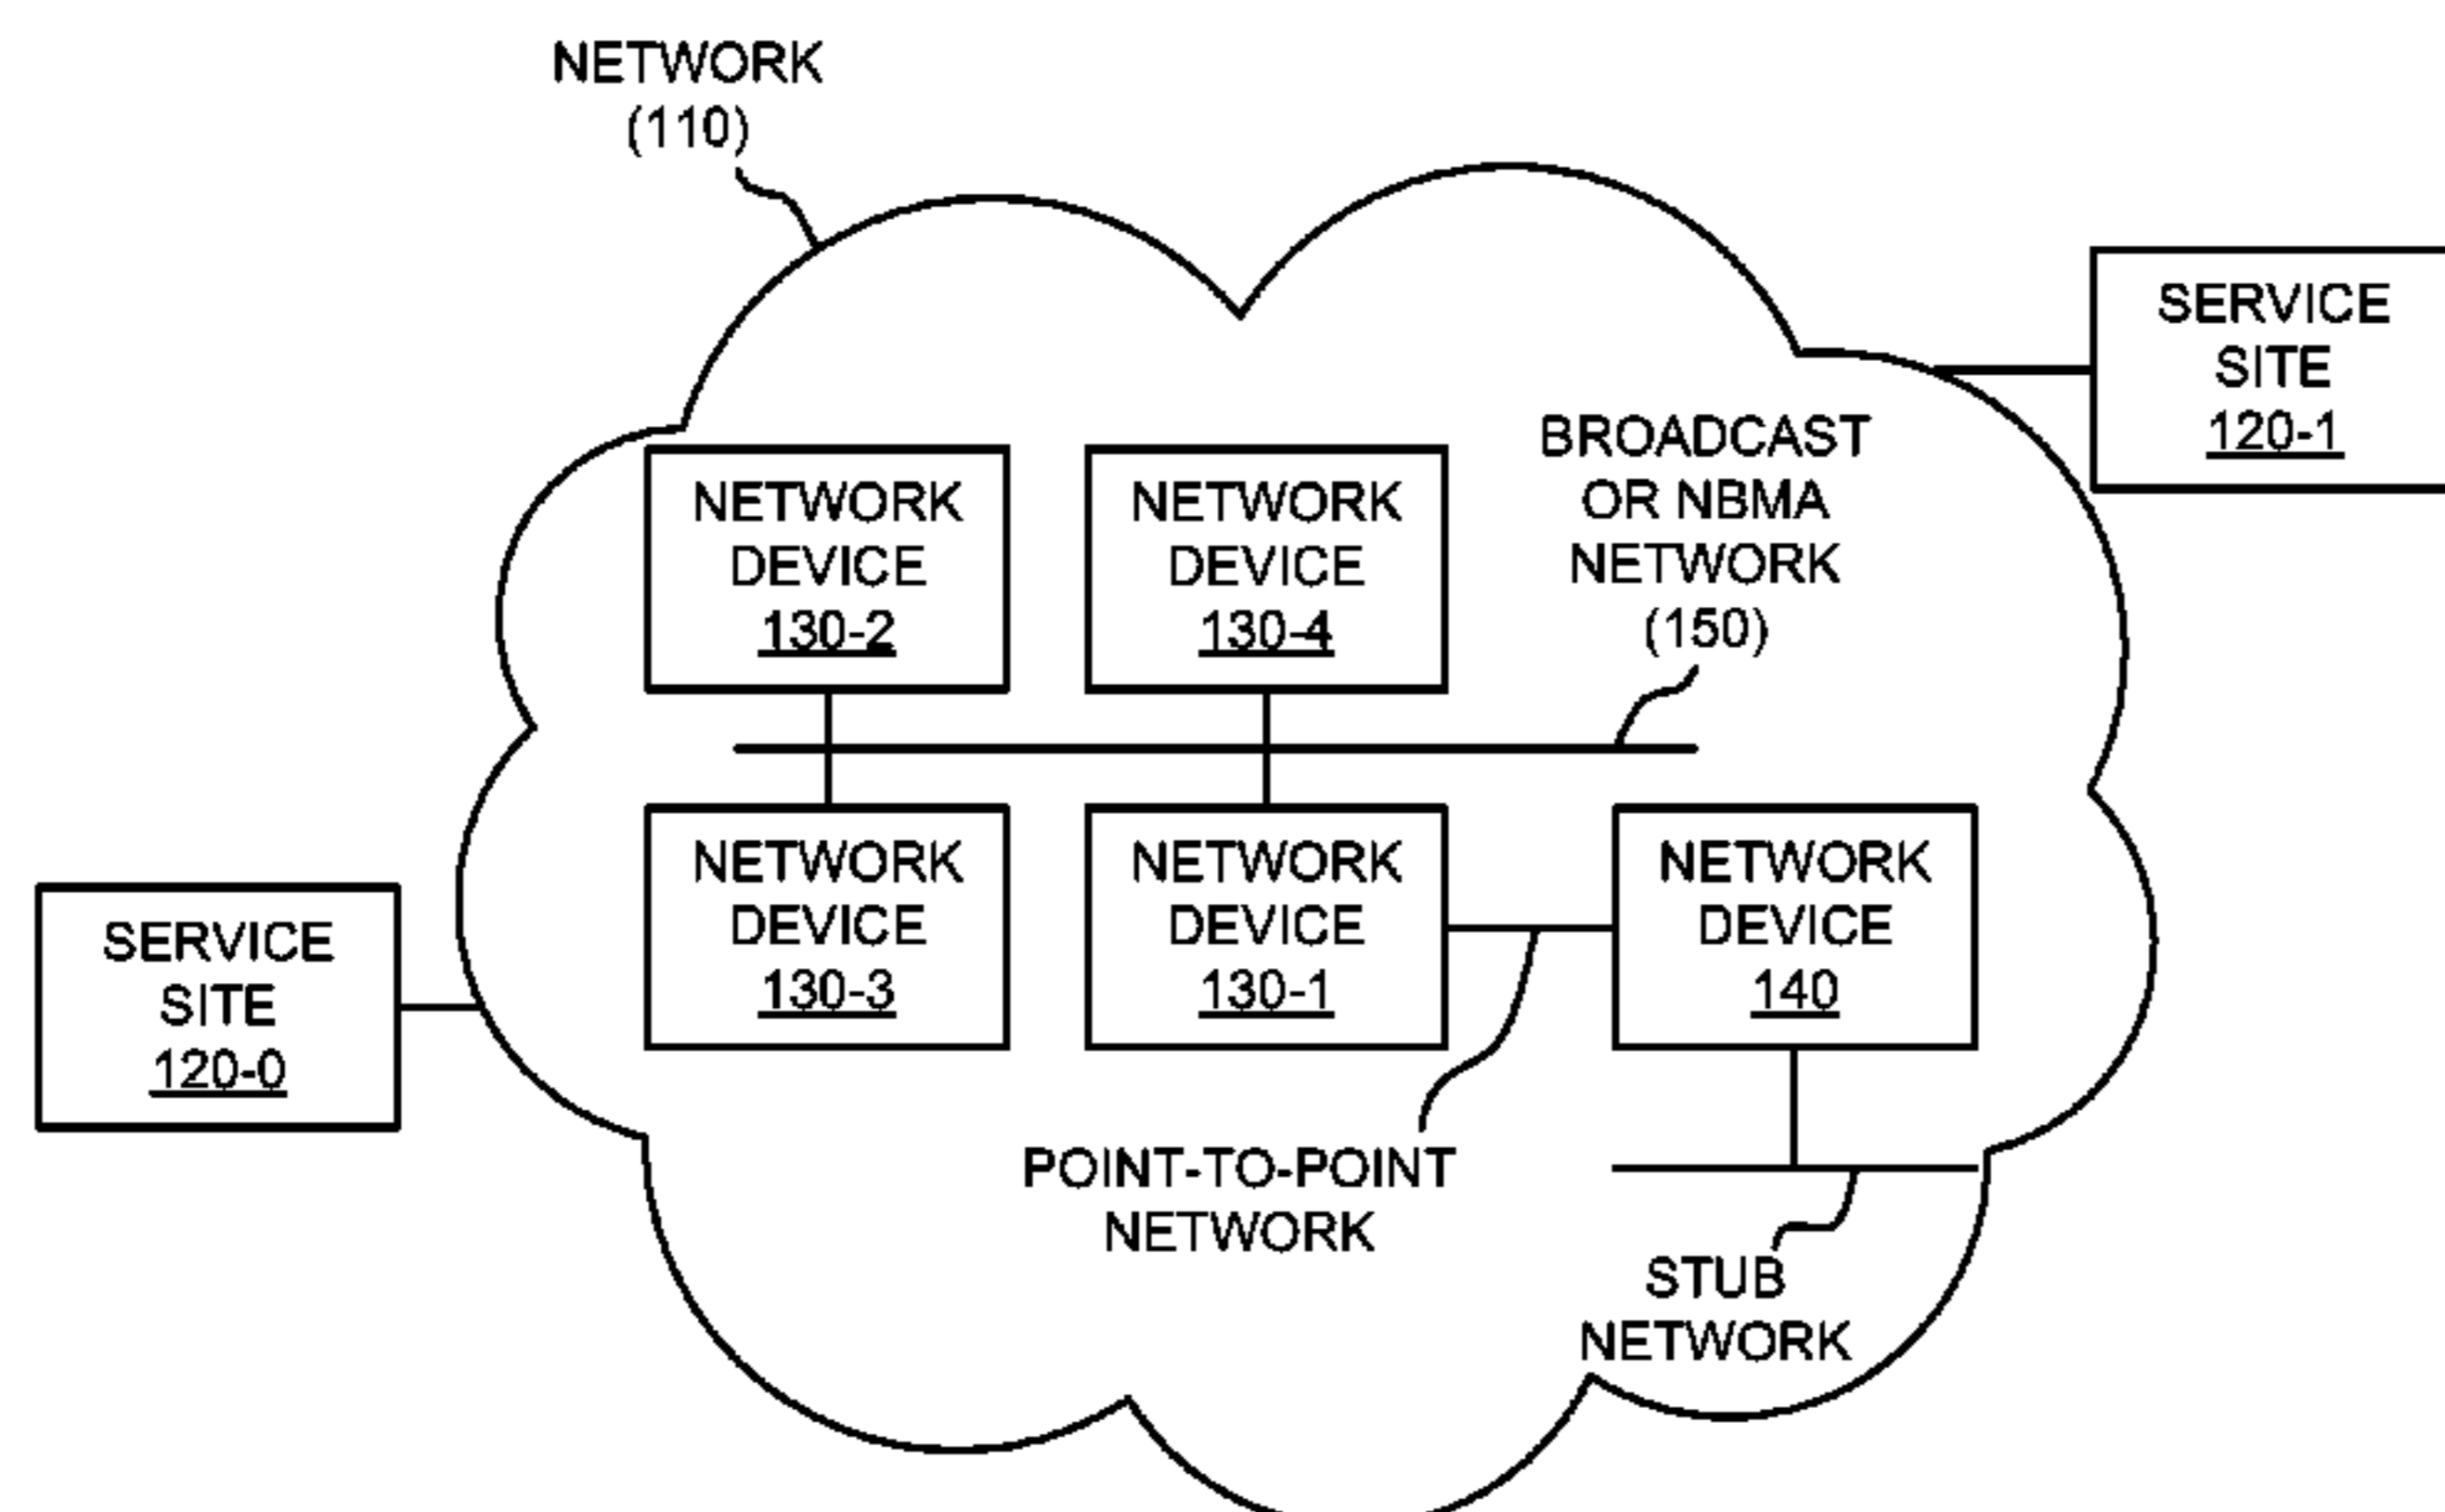 NETWORK
(110)
SERVICE
SITE
120-1
BROADCAST
OR NBMA
NETWORK
(150)
NETWORK
DEVICE
130-2
NETWORK
DEVICE
130-4
NETWORK
DEVICE
130-3
NETWORK
DEVICE
130-1
NETWORK
DEVICE
140
SERVICE
SITE
120-0
POINT-TO-POINT
NETWORK
STUB
NETWORK